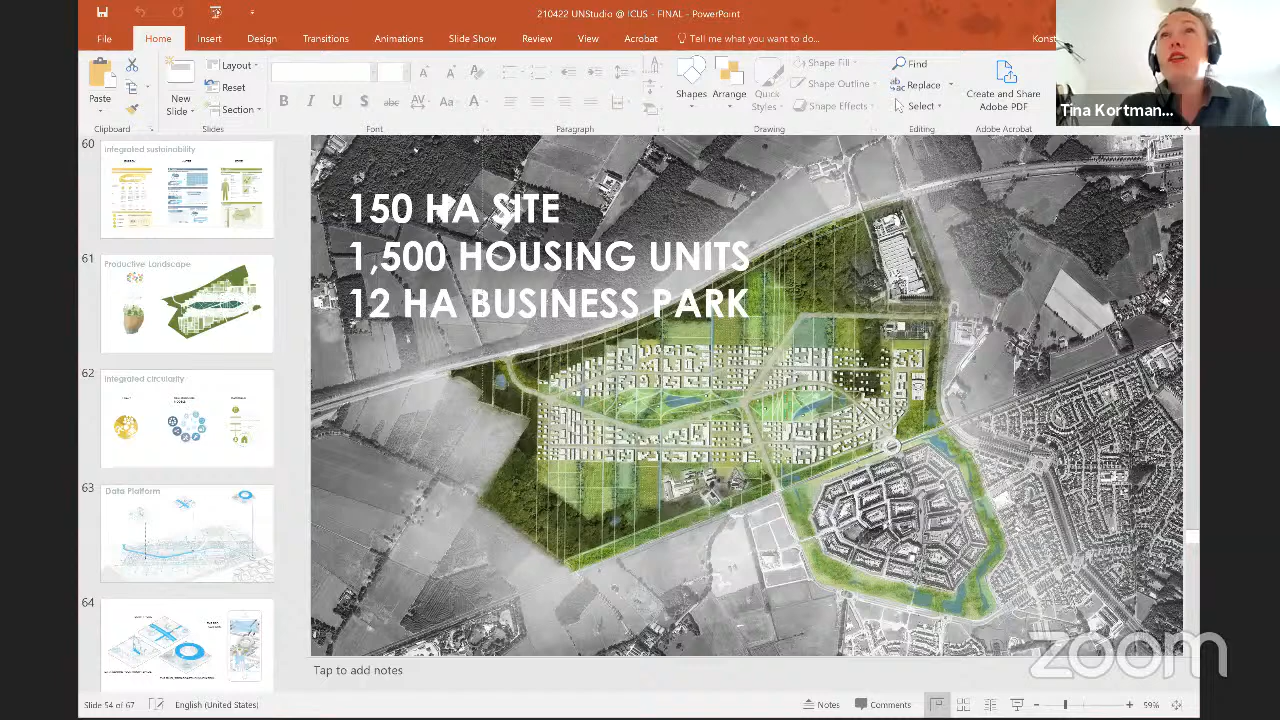 210422 UNStudio @ ICUS - FINAL - PowerPoint
File Home Insert Design Transitions Animations Slide Show Review View Acrobat Tell me what you want to do... Konst
Paste
Clipboard
New
Slide
Layout
Reset
Section
Slides
B I U S abc AV Aa A
Font
Paragraph
Shapes
Arrange
Quick
Styles
Shape Fill
Shape Outline
Shape Effects
Drawing
Find
Replace
Select
Editing
Create and Share
Adobe PDF
Adobe Acrobat
Tina Kortman...
60
Integrated sustainability
61
Productive Landscape
62
Integrated circularity
63
Data Platform
64
150 HA SITE
1,500 HOUSING UNITS
12 HA BUSINESS PARK
Tap to add notes
zoom
Slide 54 of 67
English (United States)
Notes
Comments
59%